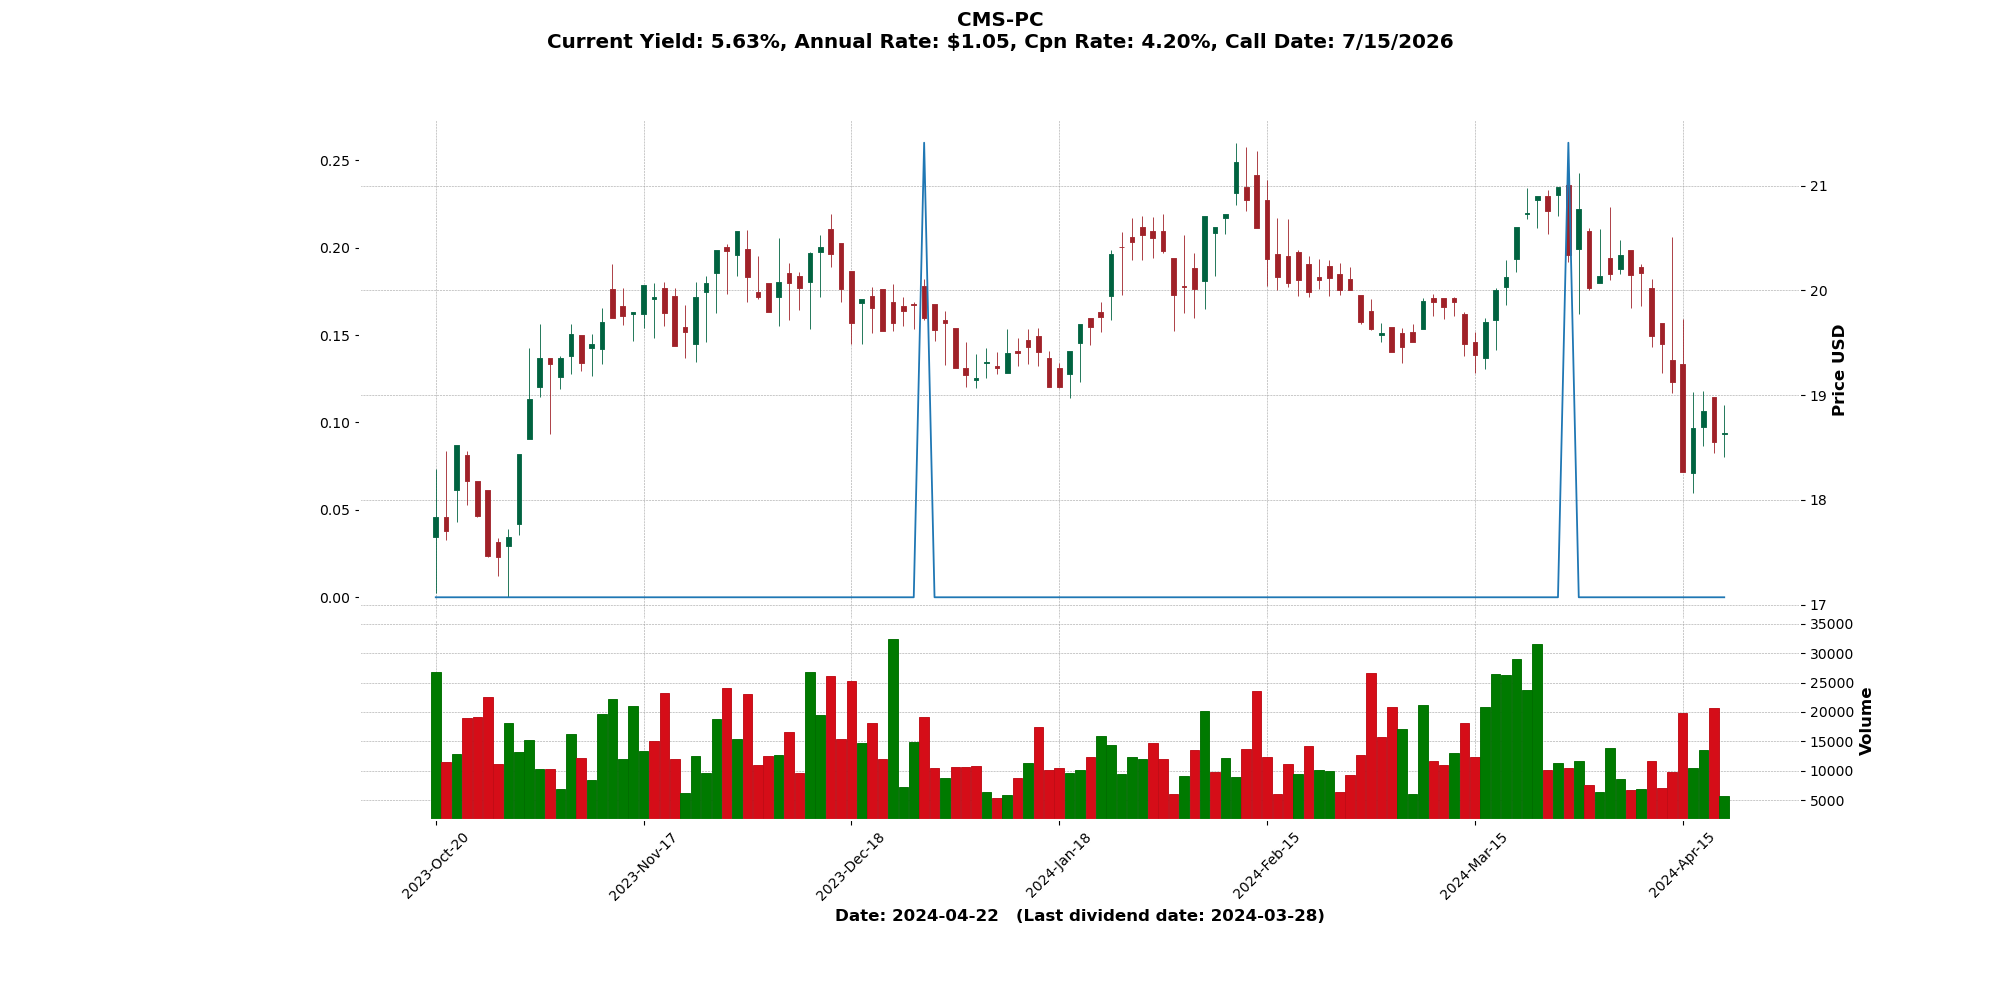 CMS-PC
Current Yield: 5.63%, Annual Rate: $1.05, Cpn Rate: 4.20%, Call Date: 7/15/2026
0.25
0.20
0.15
0.10
0.05
0.00
21
20
19
18
17
Price USD
35000
30000
25000
20000
15000
10000
5000
Volume
2023-Oct-20
2023-Nov-17
2023-Dec-18
2024-Jan-18
2024-Feb-15
2024-Mar-15
2024-Apr-15
Date: 2024-04-22 (Last dividend date: 2024-03-28)